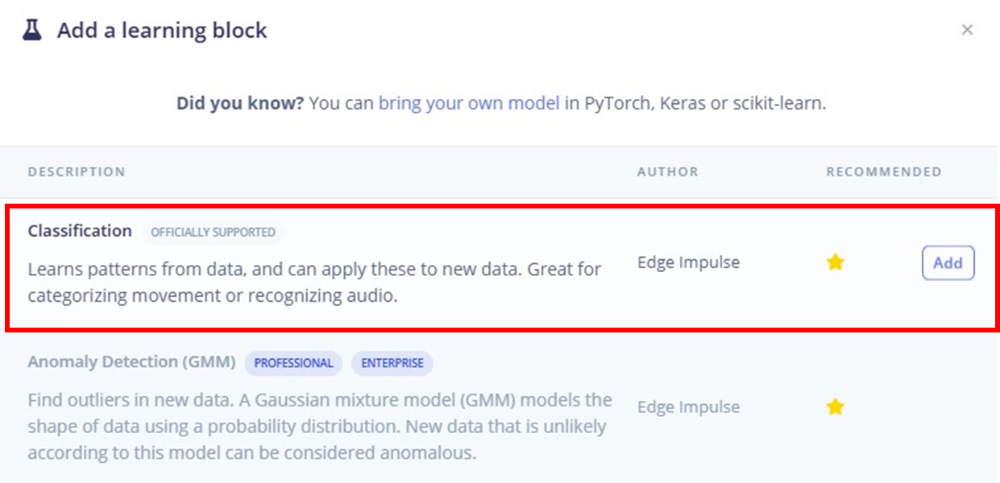 Add a learning block
×
Did you know? You can bring your own model in PyTorch, Keras or scikit-learn.
DESCRIPTION AUTHOR RECOMMENDED
Classification OFFICIALLY SUPPORTED
Learns patterns from data, and can apply these to new data. Great for
categorizing movement or recognizing audio.
Edge Impulse
Add
Anomaly Detection (GMM) PROFESSIONAL ENTERPRISE
Find outliers in new data. A Gaussian mixture model (GMM) models the
shape of data using a probability distribution. New data that is unlikely
according to this model can be considered anomalous.
Edge Impulse